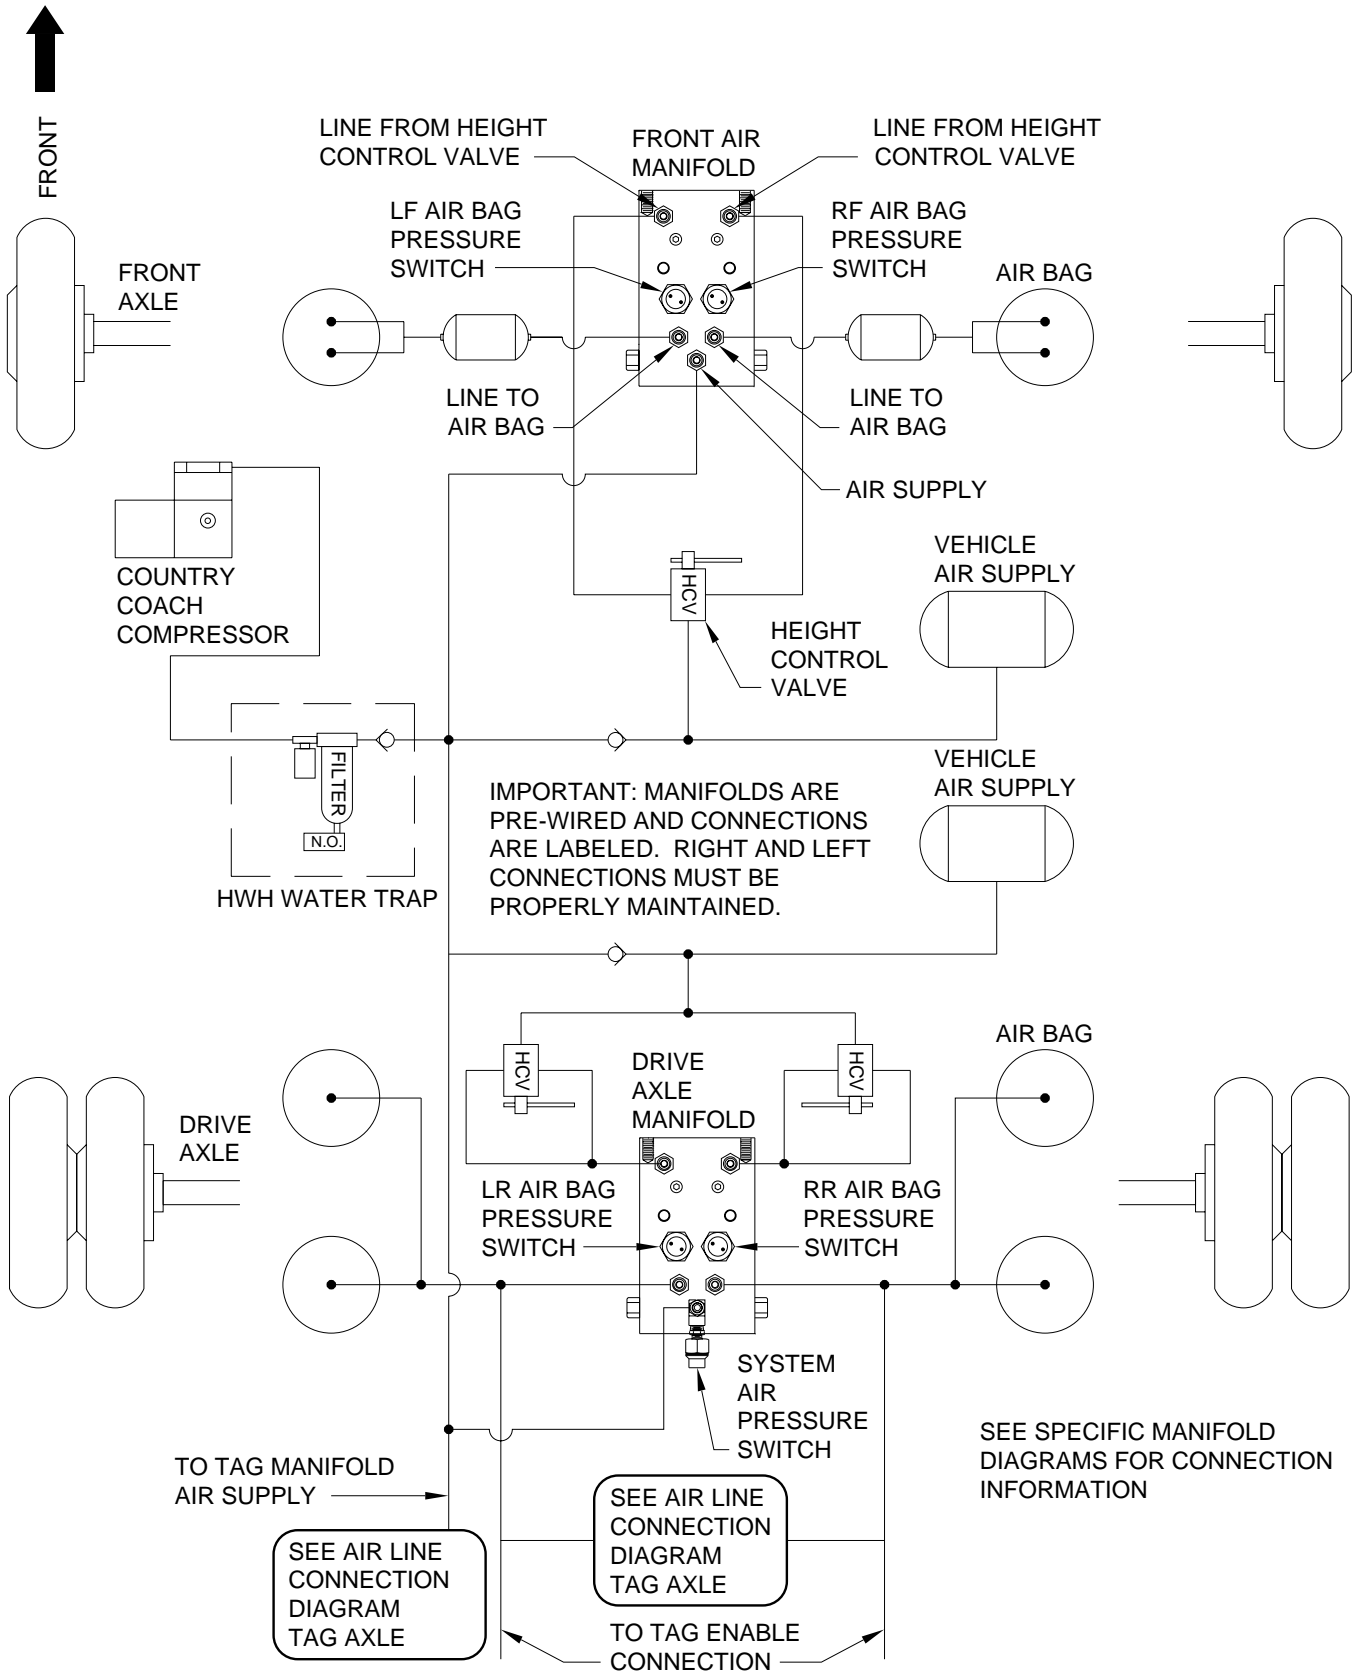 FRONT
LINE FROM HEIGHT
CONTROL VALVE
FRONT AIR
MANIFOLD
LINE FROM HEIGHT
CONTROL VALVE
LF AIR BAG
PRESSURE
SWITCH
RF AIR BAG
PRESSURE
SWITCH
FRONT
AXLE
AIR BAG
LINE TO
AIR BAG
LINE TO
AIR BAG
AIR SUPPLY
COUNTRY
COACH
COMPRESSOR
HCV
HEIGHT
CONTROL
VALVE
VEHICLE
AIR SUPPLY
FILTER
N.O.
HWH WATER TRAP
IMPORTANT: MANIFOLDS ARE
PRE-WIRED AND CONNECTIONS
ARE LABELED. RIGHT AND LEFT
CONNECTIONS MUST BE
PROPERLY MAINTAINED.
VEHICLE
AIR SUPPLY
HCV
DRIVE
AXLE
MANIFOLD
HCV
AIR BAG
DRIVE
AXLE
LR AIR BAG
PRESSURE
SWITCH
RR AIR BAG
PRESSURE
SWITCH
SYSTEM
AIR
PRESSURE
SWITCH
SEE SPECIFIC MANIFOLD
DIAGRAMS FOR CONNECTION
INFORMATION
TO TAG MANIFOLD
AIR SUPPLY
SEE AIR LINE
CONNECTION
DIAGRAM
TAG AXLE
SEE AIR LINE
CONNECTION
DIAGRAM
TAG AXLE
TO TAG ENABLE
CONNECTION